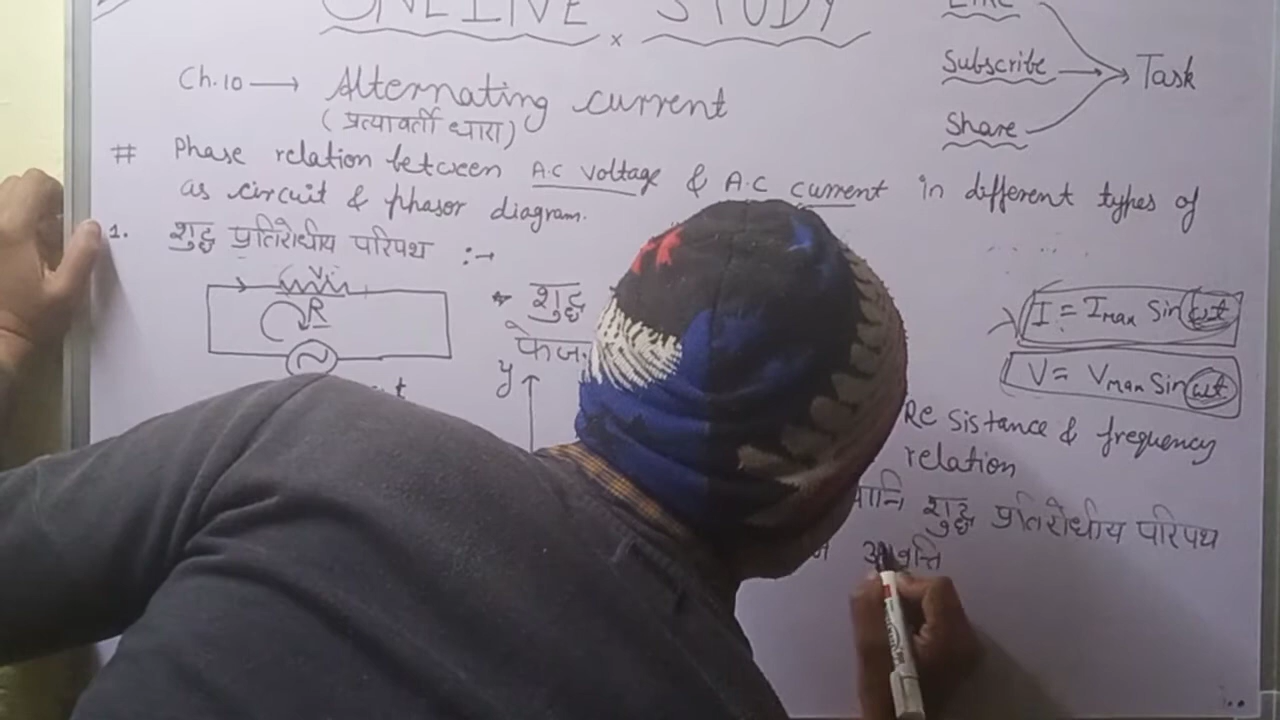 ONLINE STUDY
Like
Subscribe → Task
Share
Ch.10 → Alternating current
(प्रत्यावर्ती धारा)
# Phase relation between A.C voltage & A.C current in different types of
as circuit & phasor diagram.
1. शुद्ध प्रतिरोधीय परिपथ :→
R
शुद्ध
फेज
y
I = Imax Sin ωt
V = Vmax Sin ωt
Resistance & frequency
relation
शुद्ध प्रतिरोधीय परिपथ